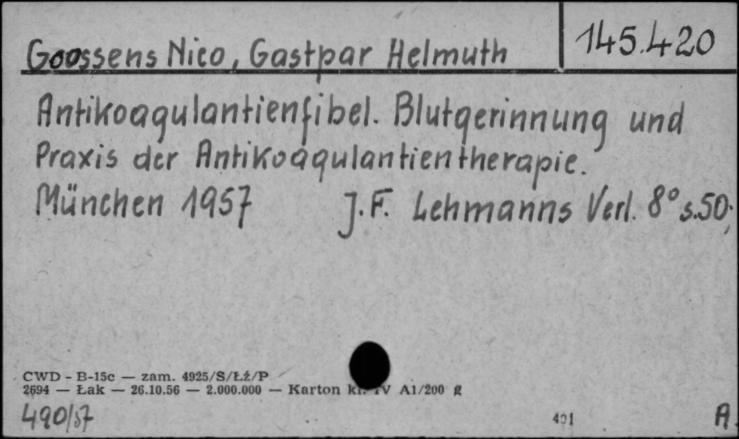 Goossens Nico, Gastpar Helmuth
145.420
Antikoagulantienfibel. Blutgerinnung und
Praxis der Antikoagulantientherapie.
München 1957 J.F. Lehmanns Verl. 8° s.50;
CWD - B-15c — zam. 4925/S/Łź/P
2694 — Łak — 26.10.56 — 2.000.000 — Karton kl. IV A1/200 g
490/57
401
A.